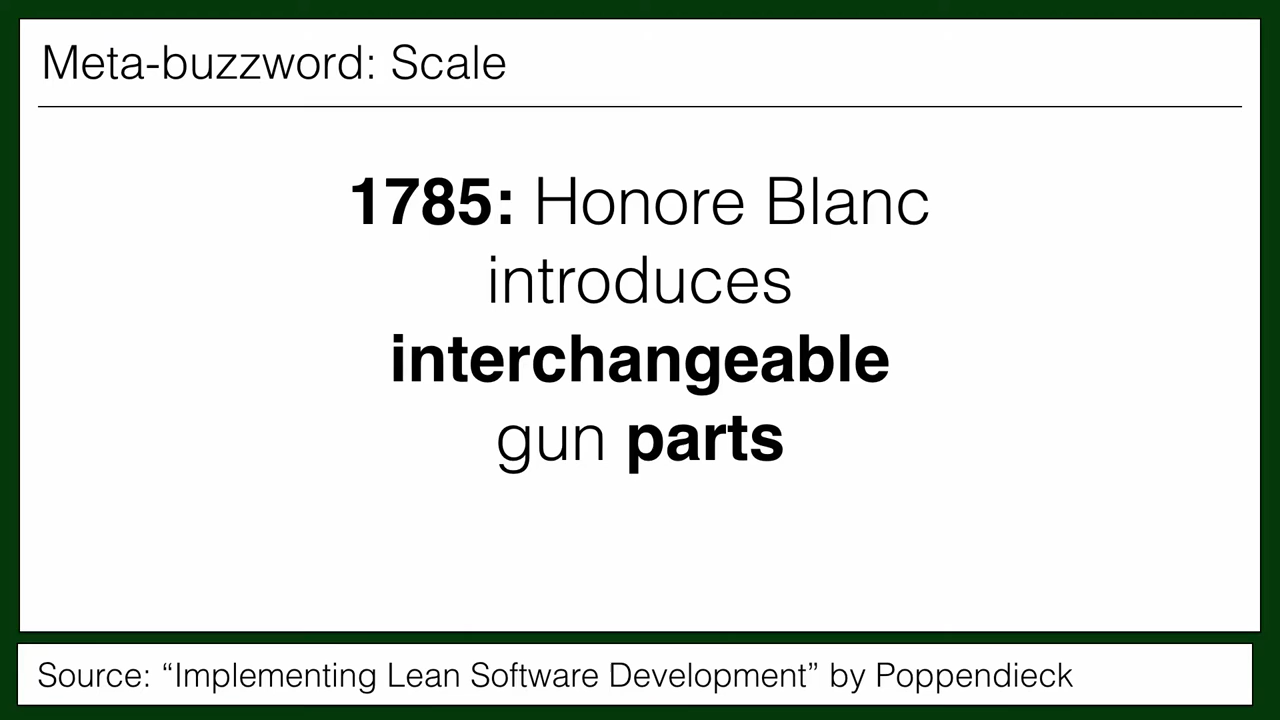 Meta-buzzword: Scale
1785: Honore Blanc
introduces
interchangeable
gun parts
Source: “Implementing Lean Software Development” by Poppendieck